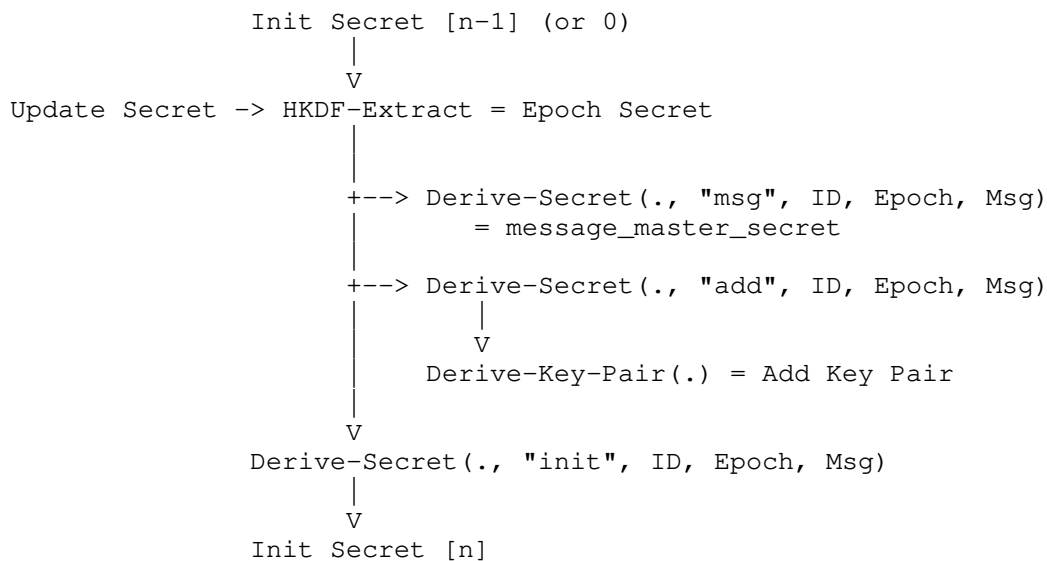 Init Secret [n-1] (or 0)
|
V
Update Secret -> HKDF-Extract = Epoch Secret
|
|
+--> Derive-Secret(., "msg", ID, Epoch, Msg)
| = message_master_secret
|
+--> Derive-Secret(., "add", ID, Epoch, Msg)
| |
| V
| Derive-Key-Pair(.) = Add Key Pair
|
V
Derive-Secret(., "init", ID, Epoch, Msg)
|
V
Init Secret [n]